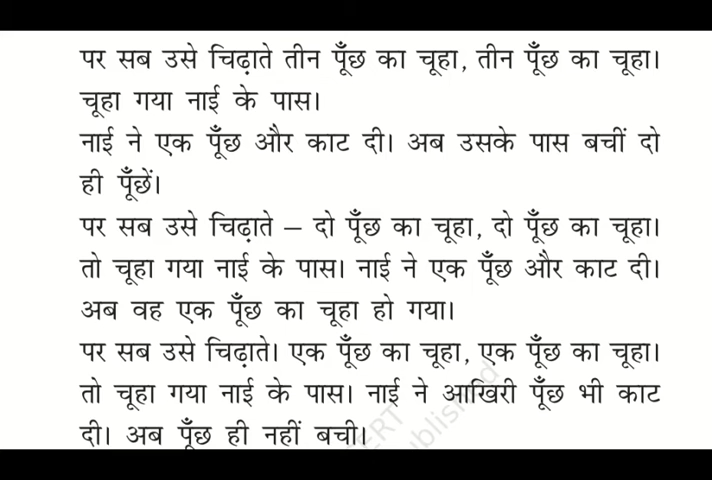 पर सब उसे चिढ़ाते तीन पूँछ का चूहा, तीन पूँछ का चूहा।
चूहा गया नाई के पास।
नाई ने एक पूँछ और काट दी। अब उसके पास बचीं दो
ही पूँछें।
पर सब उसे चिढ़ाते – दो पूँछ का चूहा, दो पूँछ का चूहा।
तो चूहा गया नाई के पास। नाई ने एक पूँछ और काट दी।
अब वह एक पूँछ का चूहा हो गया।
पर सब उसे चिढ़ाते। एक पूँछ का चूहा, एक पूँछ का चूहा।
तो चूहा गया नाई के पास। नाई ने आखिरी पूँछ भी काट
दी। अब पूँछ ही नहीं बची।